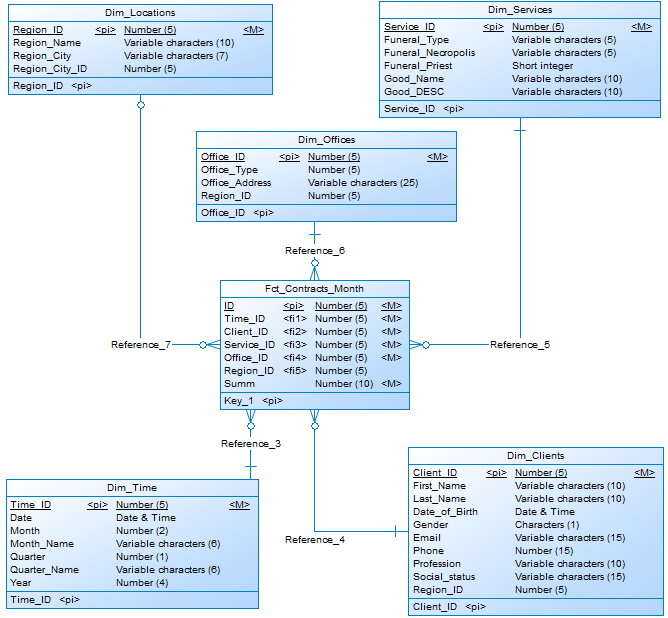 Dim_Locations
Region_ID <pi> Number (5) <M>
Region_Name Variable characters (10)
Region_City Variable characters (7)
Region_City_ID Number (5)
Region_ID <pi>
Dim_Services
Service_ID <pi> Number (5) <M>
Funeral_Type Variable characters (5)
Funeral_Necropolis Variable characters (5)
Funeral_Priest Short integer
Good_Name Variable characters (10)
Good_DESC Variable characters (10)
Service_ID <pi>
Dim_Offices
Office_ID <pi> Number (5) <M>
Office_Type Number (5)
Office_Address Variable characters (25)
Region_ID Number (5)
Office_ID <pi>
Reference_6
Fct_Contracts_Month
ID <pi> Number (5) <M>
Time_ID <fi1> Number (5) <M>
Client_ID <fi2> Number (5) <M>
Service_ID <fi3> Number (5) <M>
Office_ID <fi4> Number (5) <M>
Region_ID <fi5> Number (5)
Summ Number (10) <M>
Key_1 <pi>
Reference_7
Reference_5
Reference_3
Reference_4
Dim_Time
Time_ID <pi> Number (5) <M>
Date Date & Time
Month Number (2)
Month_Name Variable characters (6)
Quarter Number (1)
Quarter_Name Variable characters (6)
Year Number (4)
Time_ID <pi>
Dim_Clients
Client_ID <pi> Number (5) <M>
First_Name Variable characters (10)
Last_Name Variable characters (10)
Date_of_Birth Date & Time
Gender Characters (1)
Email Variable characters (15)
Phone Number (15)
Profession Variable characters (10)
Social_status Variable characters (15)
Region_ID Number (5)
Client_ID <pi>